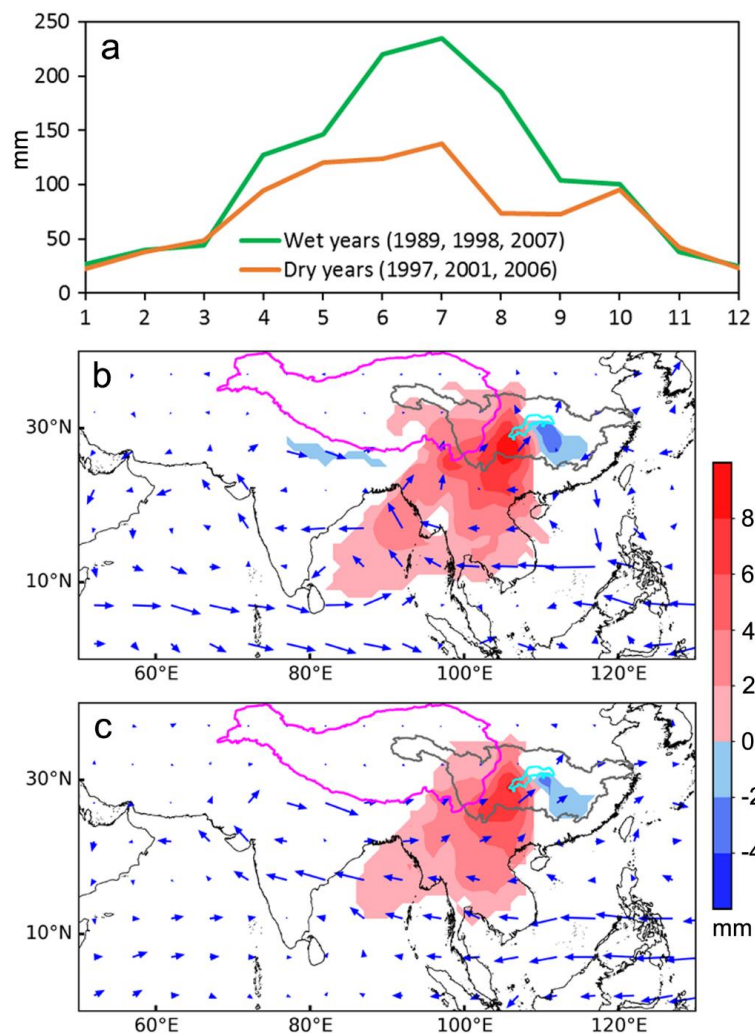 a
250
200
150
mm
100
50
0
Wet years (1989, 1998, 2007)
Dry years (1997, 2001, 2006)
1 2 3 4 5 6 7 8 9 10 11 12
b
30°N
10°N
60°E 80°E 100°E 120°E
c
30°N
10°N
60°E 80°E 100°E 120°E
8
6
4
2
0
-2
-4
mm